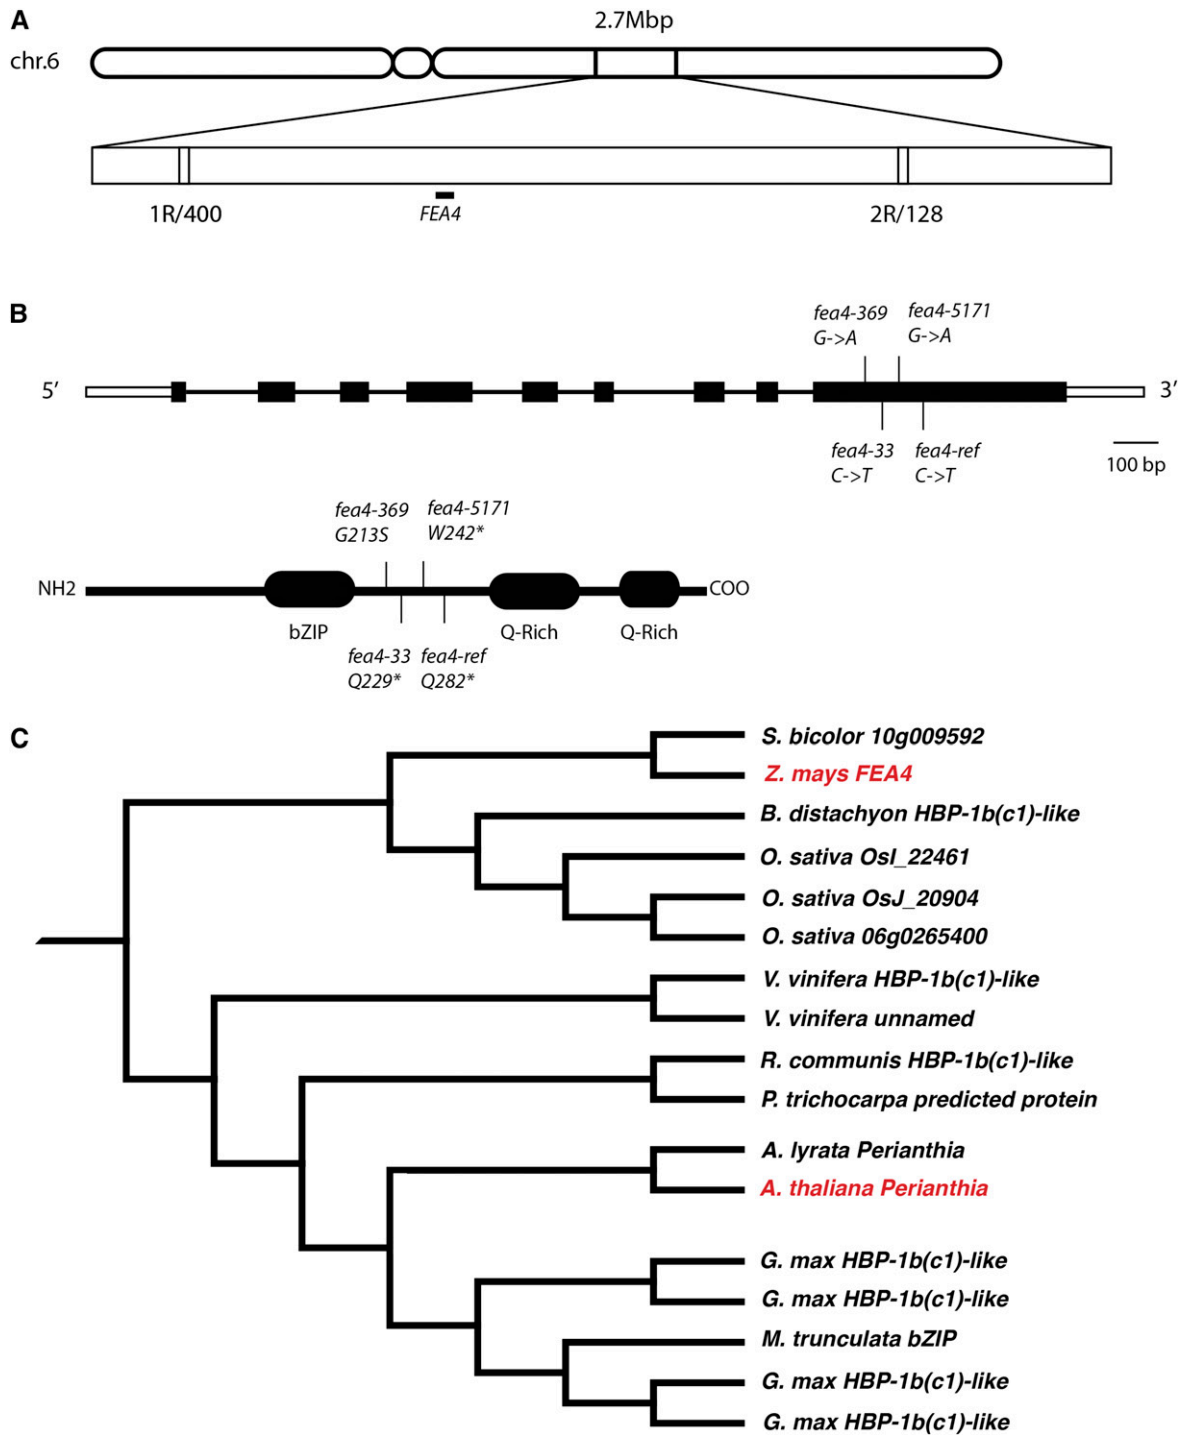 A
2.7Mbp
chr.6
1R/400
FEA4
2R/128
B
fea4-369
G->A
fea4-5171
G->A
5′
3′
fea4-33
C->T
fea4-ref
C->T
100 bp
fea4-369
G213S
fea4-5171
W242*
NH2
COO
bZIP
Q-Rich
Q-Rich
fea4-33
Q229*
fea4-ref
Q282*
C
S. bicolor 10g009592
Z. mays FEA4
B. distachyon HBP-1b(c1)-like
O. sativa OsI_22461
O. sativa OsJ_20904
O. sativa 06g0265400
V. vinifera HBP-1b(c1)-like
V. vinifera unnamed
R. communis HBP-1b(c1)-like
P. trichocarpa predicted protein
A. lyrata Perianthia
A. thaliana Perianthia
G. max HBP-1b(c1)-like
G. max HBP-1b(c1)-like
M. trunculata bZIP
G. max HBP-1b(c1)-like
G. max HBP-1b(c1)-like